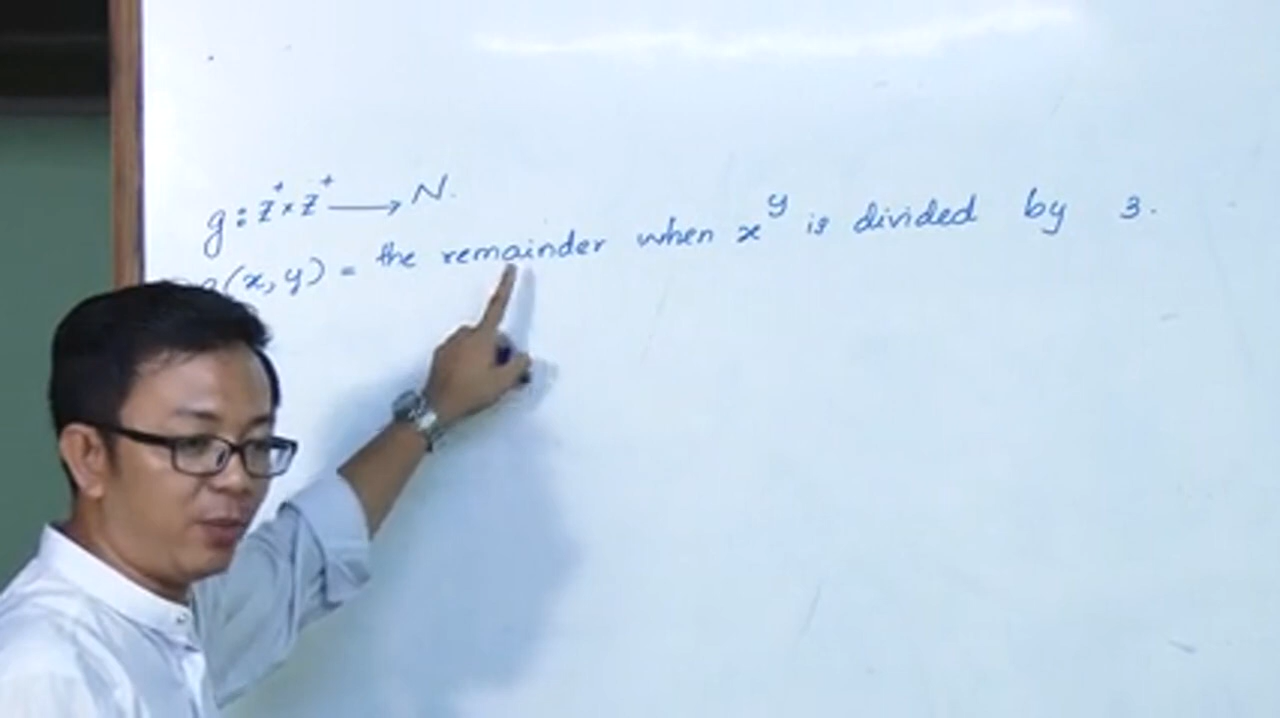 g : Z⁺ × Z⁺ ⟶ N.
g(x, y) = the remainder when x^y is divided by 3.